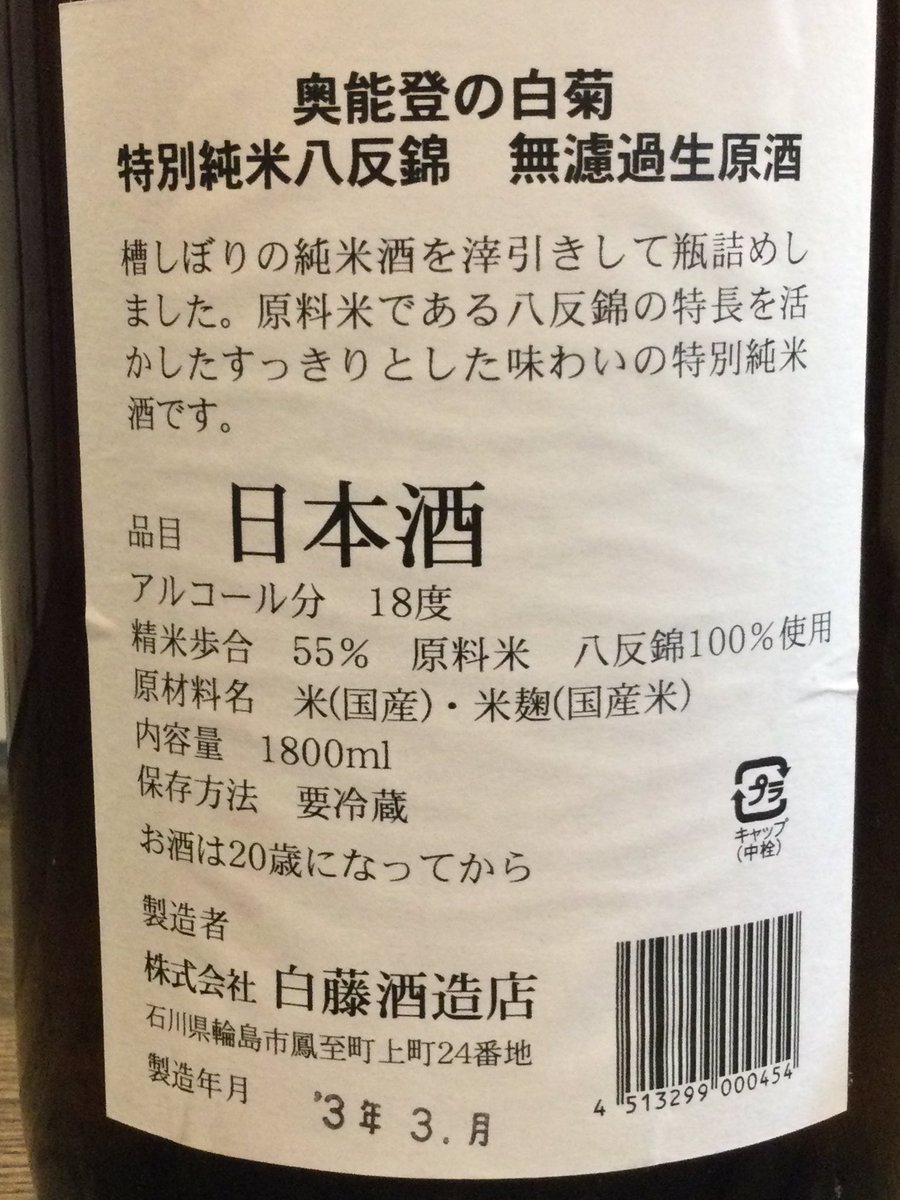 奥能登の白菊
特別純米八反錦　無濾過生原酒
槽しぼりの純米酒を滓引きして瓶詰めし
ました。原料米である八反錦の特長を活
かしたすっきりとした味わいの特別純米
酒です。
品目　日本酒
アルコール分　18度
精米歩合　55%　原料米　八反錦100%使用
原材料名　米(国産)・米麹(国産米)
内容量　1800ml
保存方法　要冷蔵
プラ
キャップ
(中栓)
お酒は20歳になってから
製造者
株式会社 白藤酒造店
石川県輪島市鳳至町上町24番地
製造年月　'3年 3.月
4 513299 000454